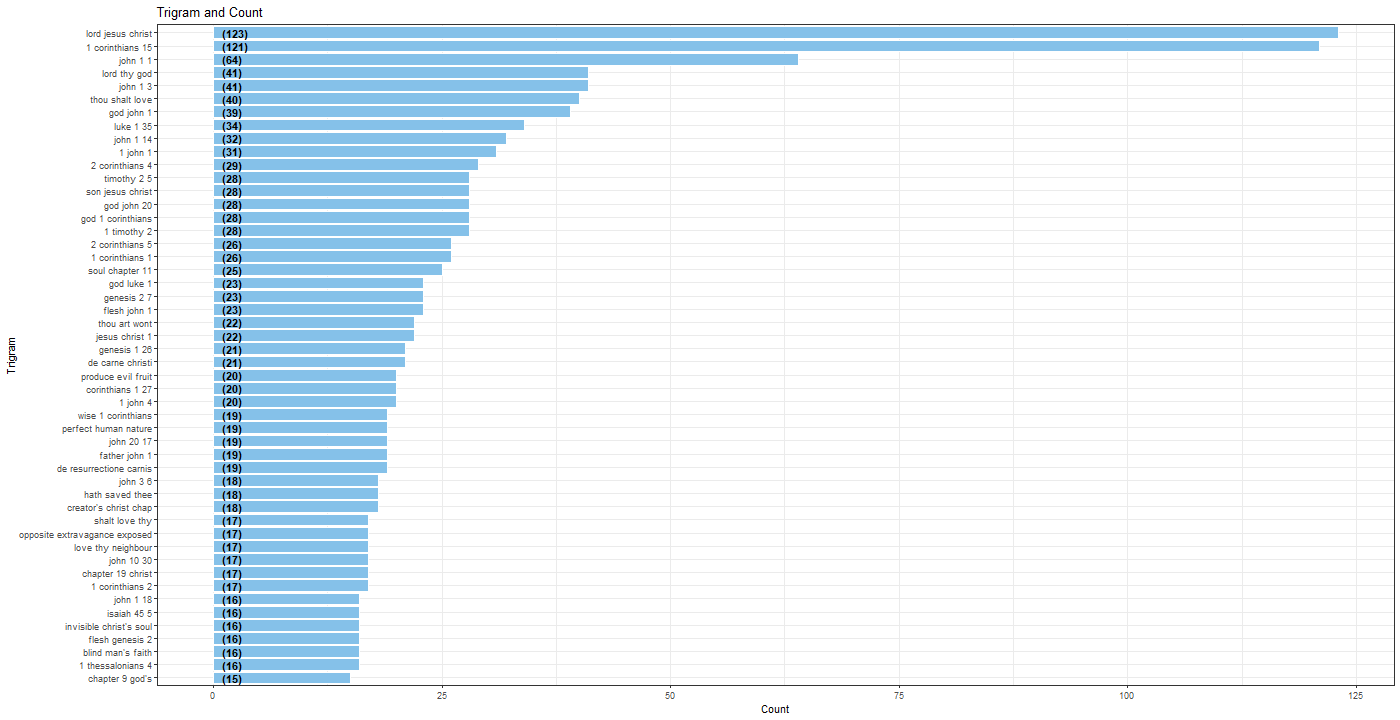 Trigram and Count
Trigram
lord jesus christ (123)
1 corinthians 15 (121)
john 1 1 (64)
lord thy god (41)
john 1 3 (41)
thou shalt love (40)
god john 1 (39)
luke 1 35 (34)
john 1 14 (32)
1 john 1 (31)
2 corinthians 4 (29)
timothy 2 5 (28)
son jesus christ (28)
god john 20 (28)
god 1 corinthians (28)
1 timothy 2 (28)
2 corinthians 5 (26)
1 corinthians 1 (26)
soul chapter 11 (25)
god luke 1 (23)
genesis 2 7 (23)
flesh john 1 (23)
thou art wont (22)
jesus christ 1 (22)
genesis 1 26 (21)
de carne christi (21)
produce evil fruit (20)
corinthians 1 27 (20)
1 john 4 (20)
wise 1 corinthians (19)
perfect human nature (19)
john 20 17 (19)
father john 1 (19)
de resurrectione carnis (19)
john 3 6 (18)
hath saved thee (18)
creator's christ chap (18)
shalt love thy (17)
opposite extravagance exposed (17)
love thy neighbour (17)
john 10 30 (17)
chapter 19 christ (17)
1 corinthians 2 (17)
john 1 18 (16)
isaiah 45 5 (16)
invisible christ's soul (16)
flesh genesis 2 (16)
blind man's faith (16)
1 thessalonians 4 (16)
chapter 9 god's (15)
0 25 50 75 100 125
Count